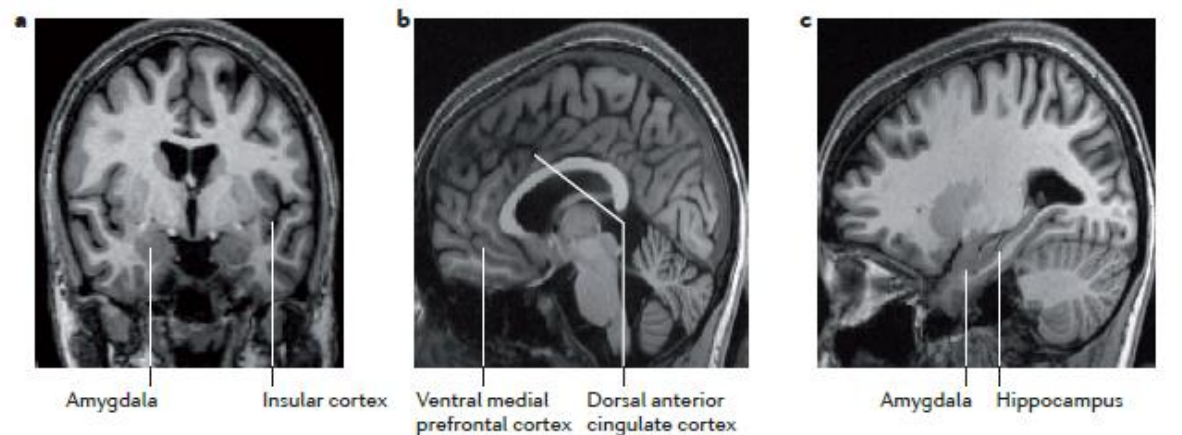 a
b
c
Amygdala
Insular cortex
Ventral medial
prefrontal cortex
Dorsal anterior
cingulate cortex
Amygdala
Hippocampus